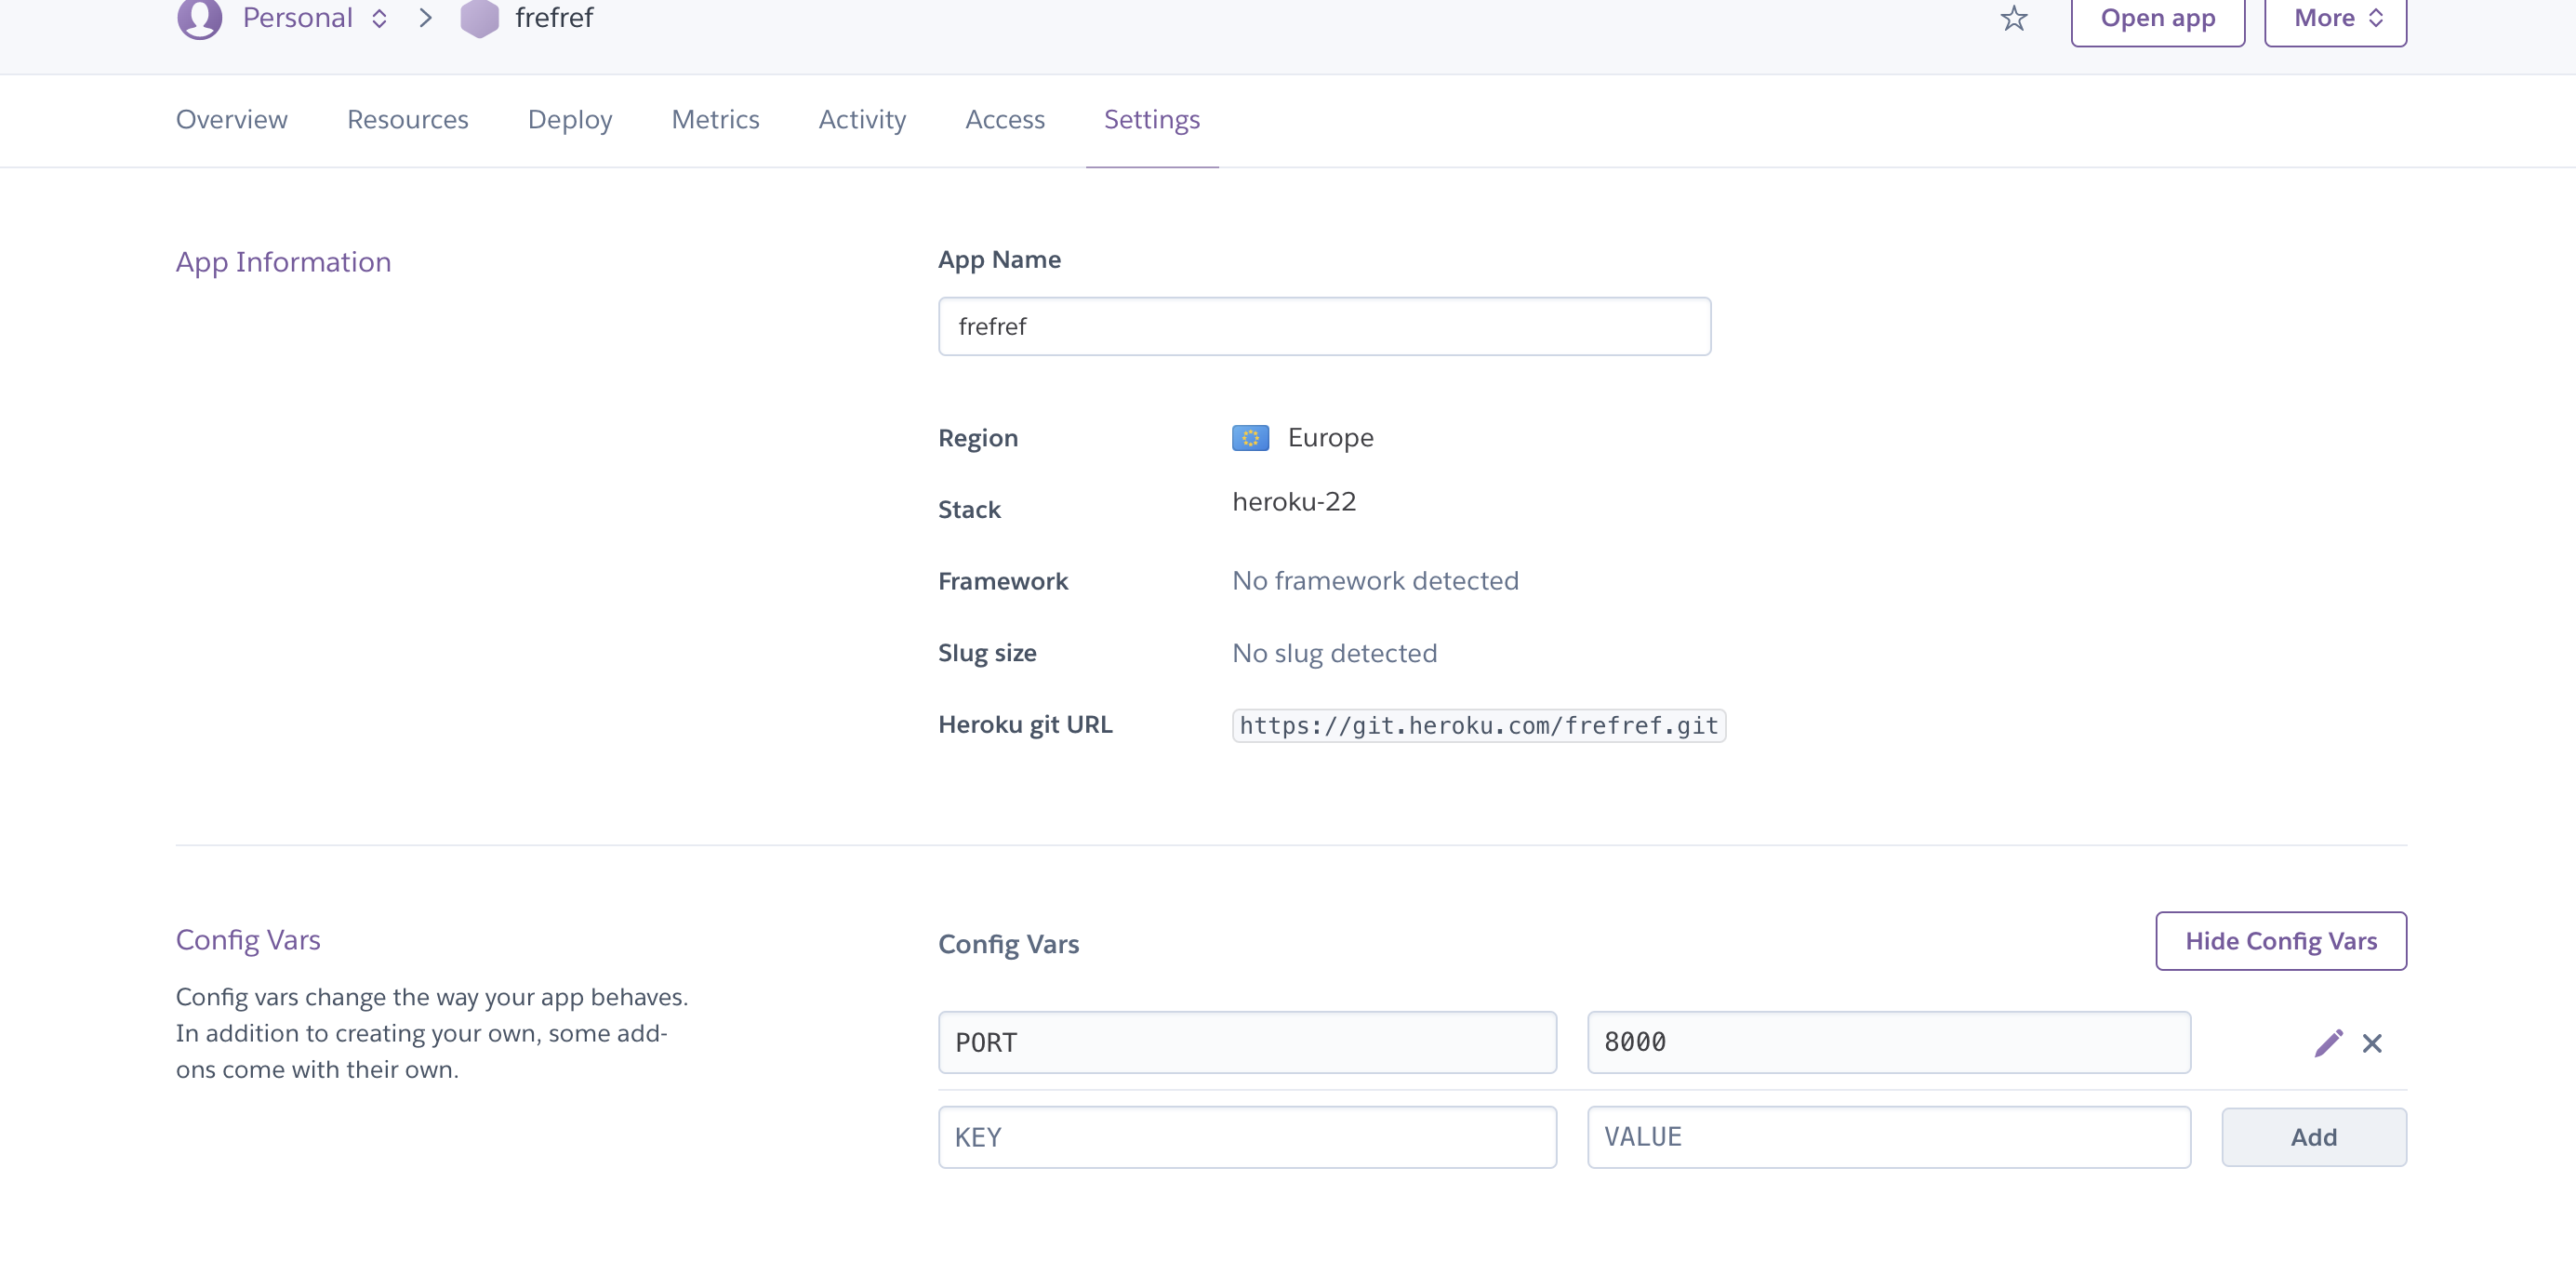 Personal frefref Open app More
Overview Resources Deploy Metrics Activity Access Settings
App Information
App Name
frefref
Region Europe
Stack heroku-22
Framework No framework detected
Slug size No slug detected
Heroku git URL https://git.heroku.com/frefref.git
Config Vars
Config vars change the way your app behaves.
In addition to creating your own, some add-
ons come with their own.
Config Vars Hide Config Vars
PORT 8000
KEY VALUE Add